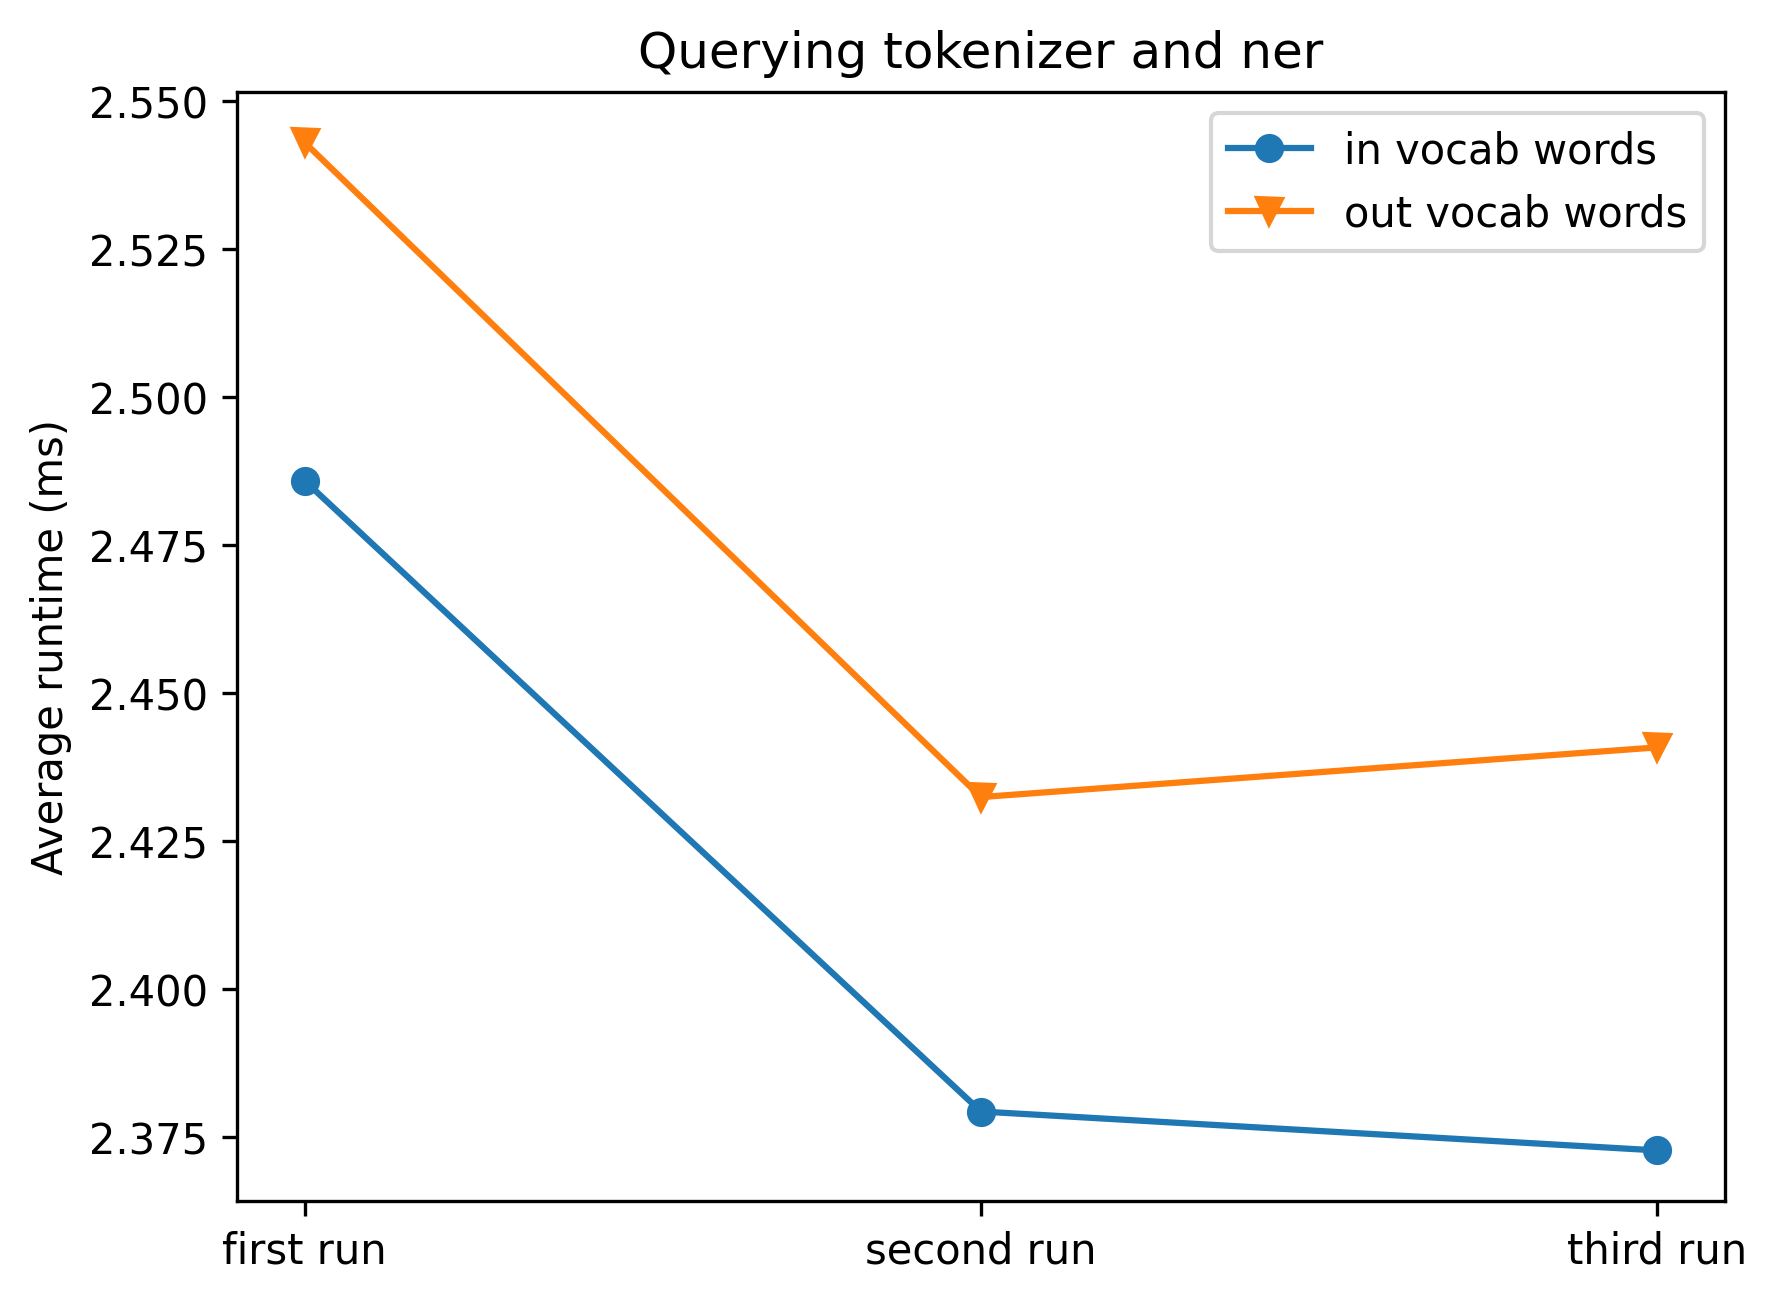 Querying tokenizer and ner
in vocab words
out vocab words
Average runtime (ms)
2.550
2.525
2.500
2.475
2.450
2.425
2.400
2.375
first run
second run
third run